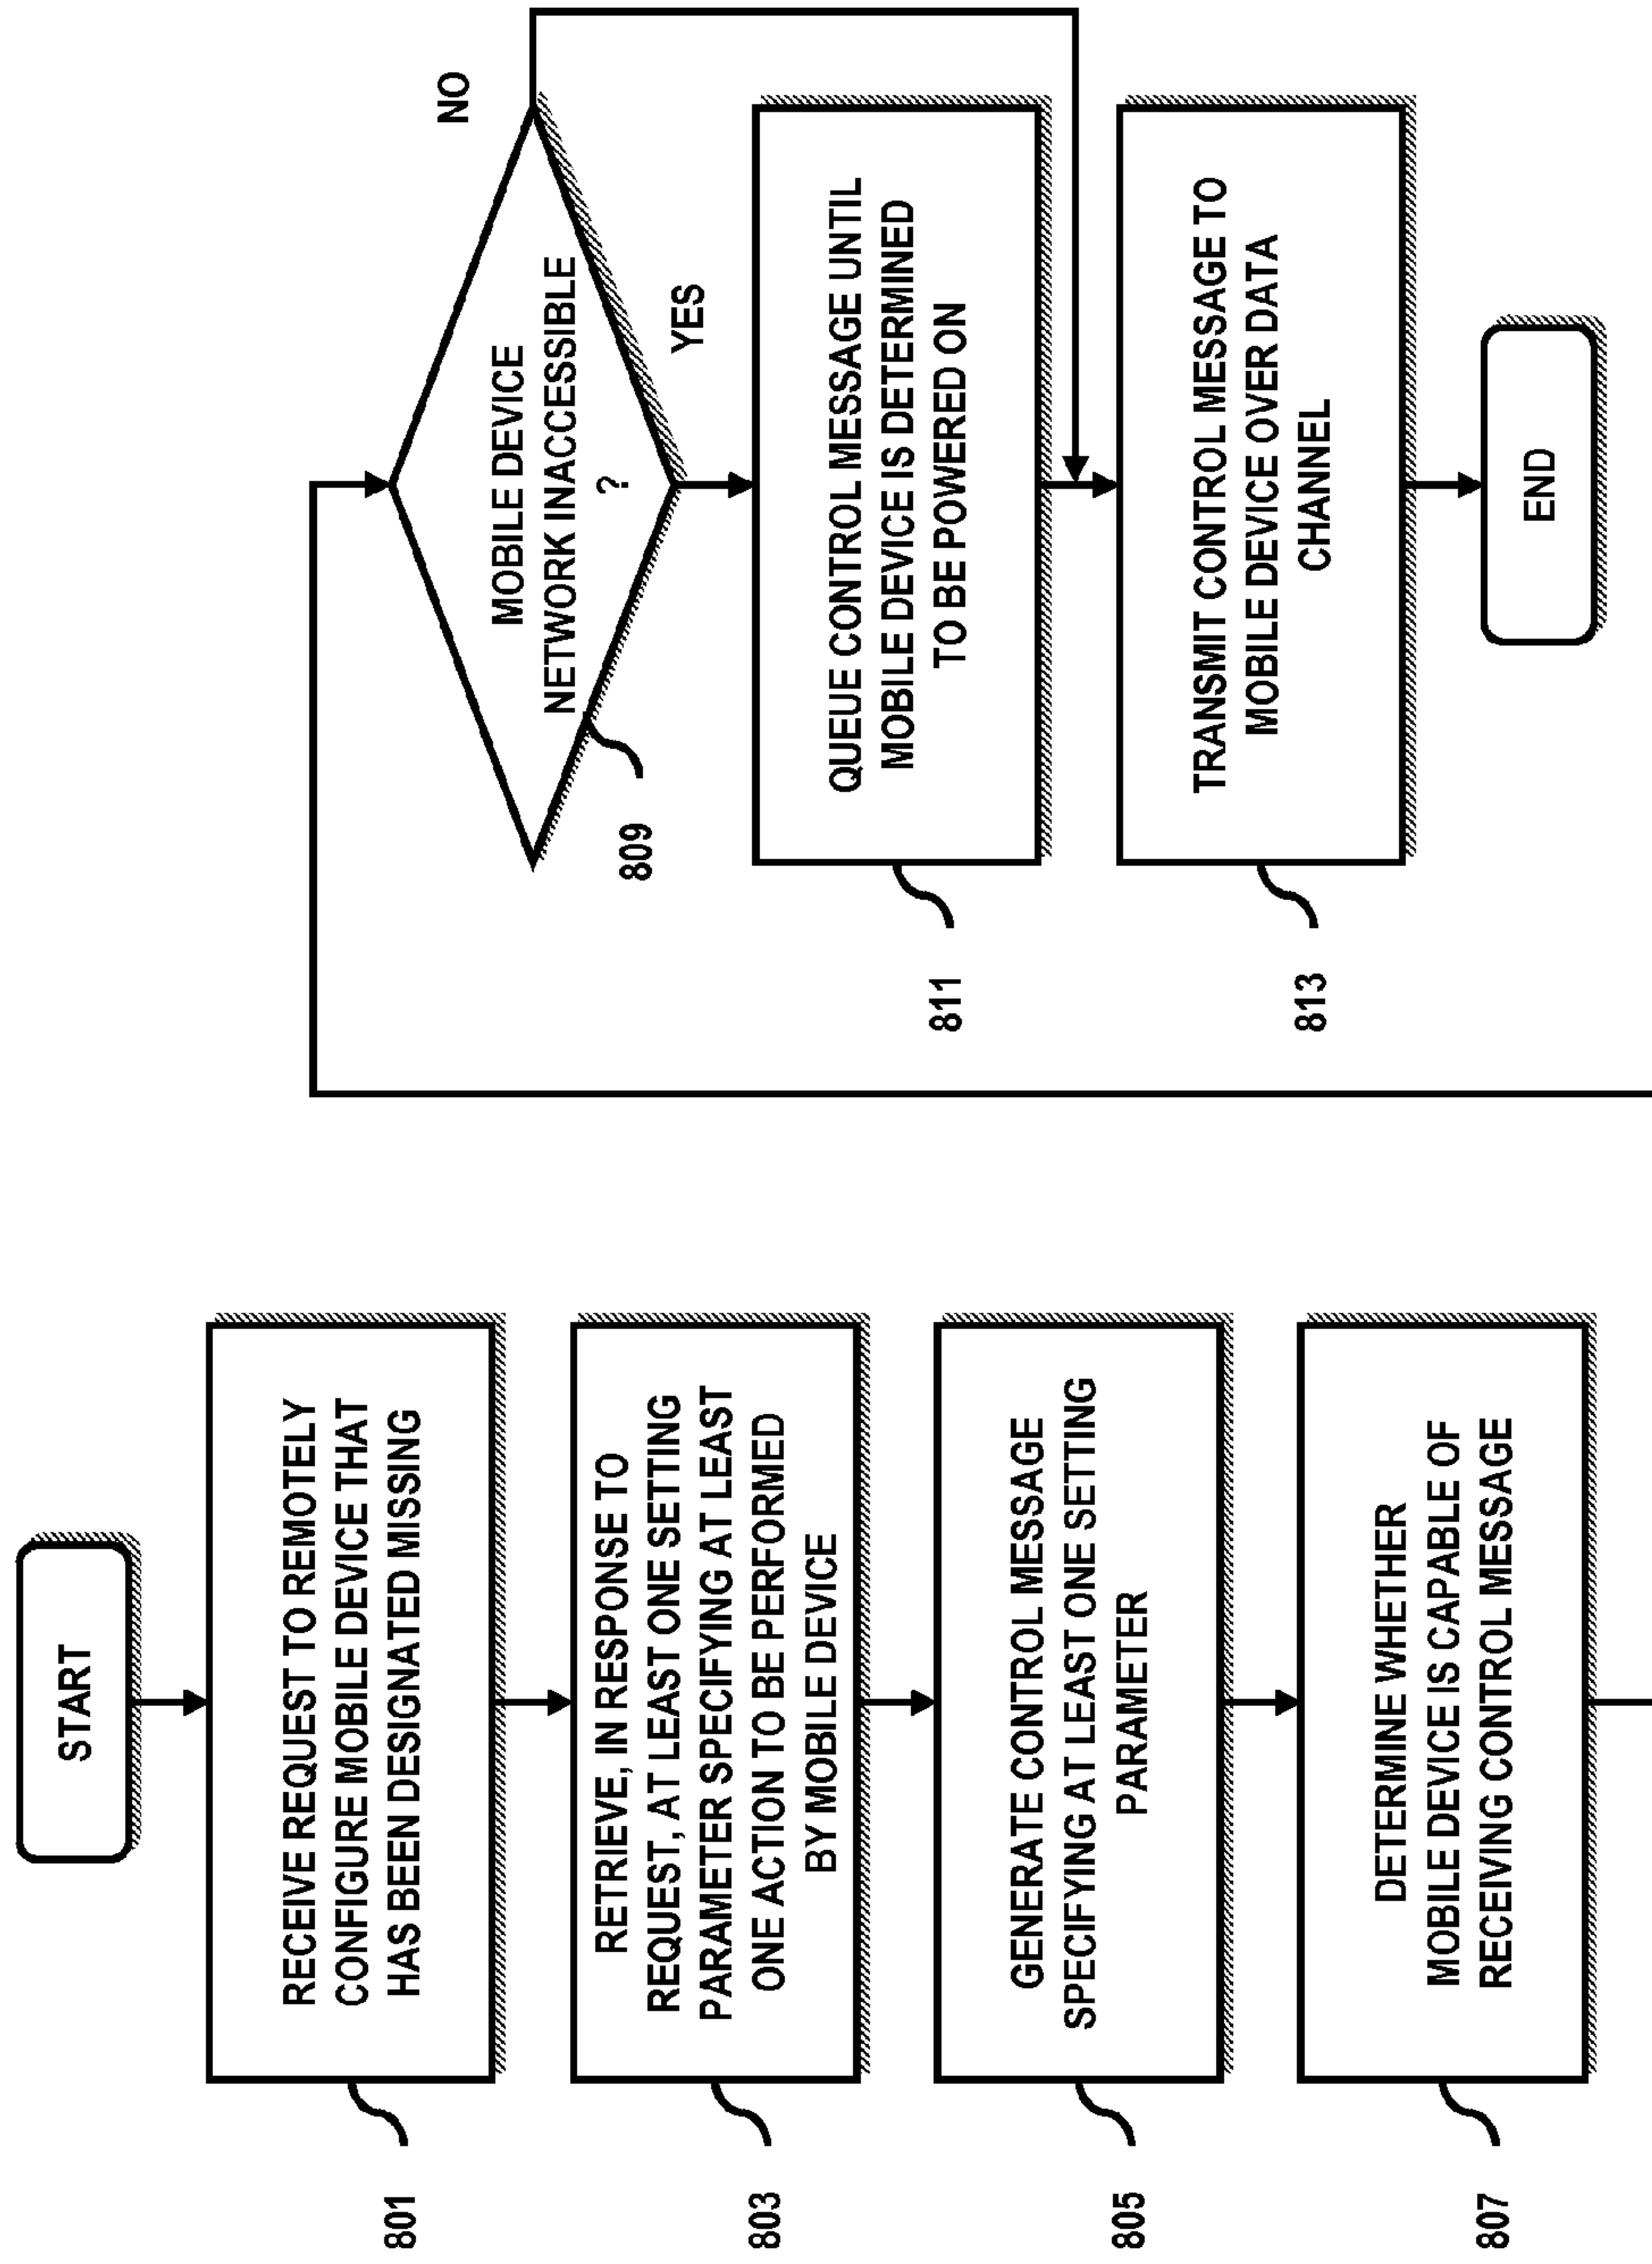 START
RECEIVE REQUEST TO REMOTELY
CONFIGURE MOBILE DEVICE THAT
HAS BEEN DESIGNATED MISSING
801
RETRIEVE, IN RESPONSE TO
REQUEST, AT LEAST ONE SETTING
PARAMETER SPECIFYING AT LEAST
ONE ACTION TO BE PERFORMED
BY MOBILE DEVICE
803
GENERATE CONTROL MESSAGE
SPECIFYING AT LEAST ONE SETTING
PARAMETER
805
DETERMINE WHETHER
MOBILE DEVICE IS CAPABLE OF
RECEIVING CONTROL MESSAGE
807
MOBILE DEVICE
NETWORK INACCESSIBLE
?
809
NO
YES
QUEUE CONTROL MESSAGE UNTIL
MOBILE DEVICE IS DETERMINED
TO BE POWERED ON
811
TRANSMIT CONTROL MESSAGE TO
MOBILE DEVICE OVER DATA
CHANNEL
813
END